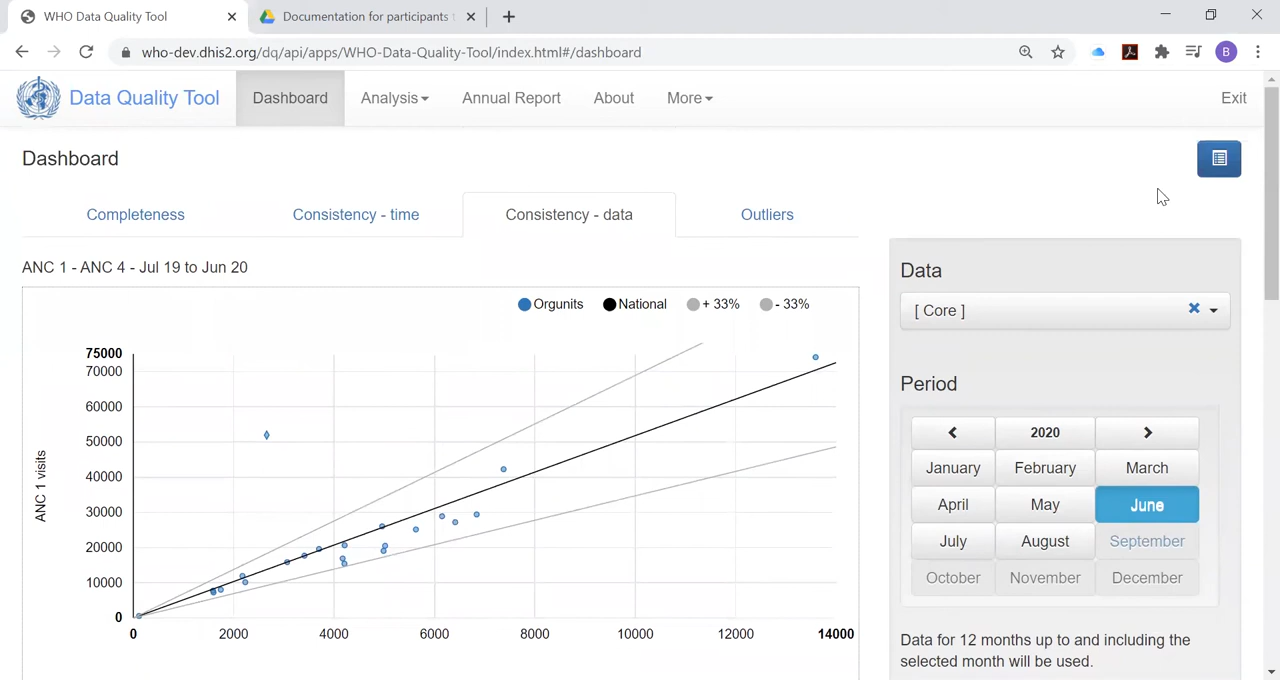 WHO Data Quality Tool
Documentation for participants
who-dev.dhis2.org/dq/api/apps/WHO-Data-Quality-Tool/index.html#/dashboard
B
Data Quality Tool
Dashboard
Analysis
Annual Report
About
More
Exit
Dashboard
Completeness
Consistency - time
Consistency - data
Outliers
ANC 1 - ANC 4 - Jul 19 to Jun 20
Orgunits
National
+ 33%
- 33%
75000
70000
60000
50000
40000
30000
20000
10000
0
ANC 1 visits
0
2000
4000
6000
8000
10000
12000
14000
Data
[ Core ]
Period
2020
January
February
March
April
May
June
July
August
September
October
November
December
Data for 12 months up to and including the
selected month will be used.